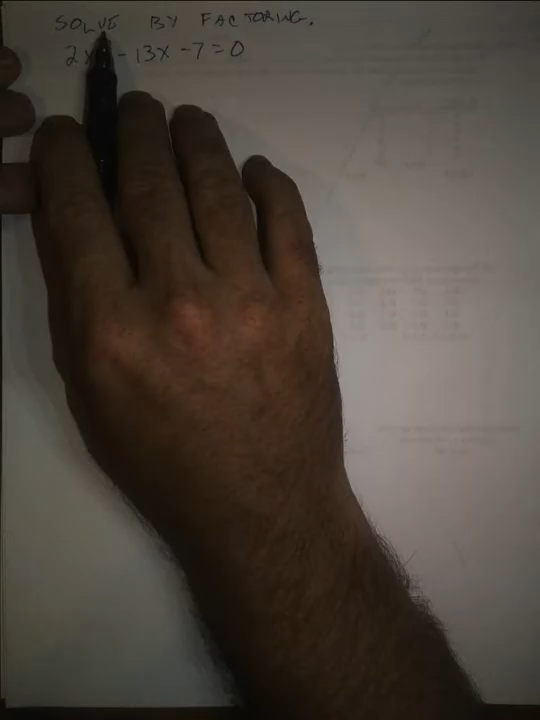 SOLVE BY FACTORING.
2x - 13x - 7 = 0